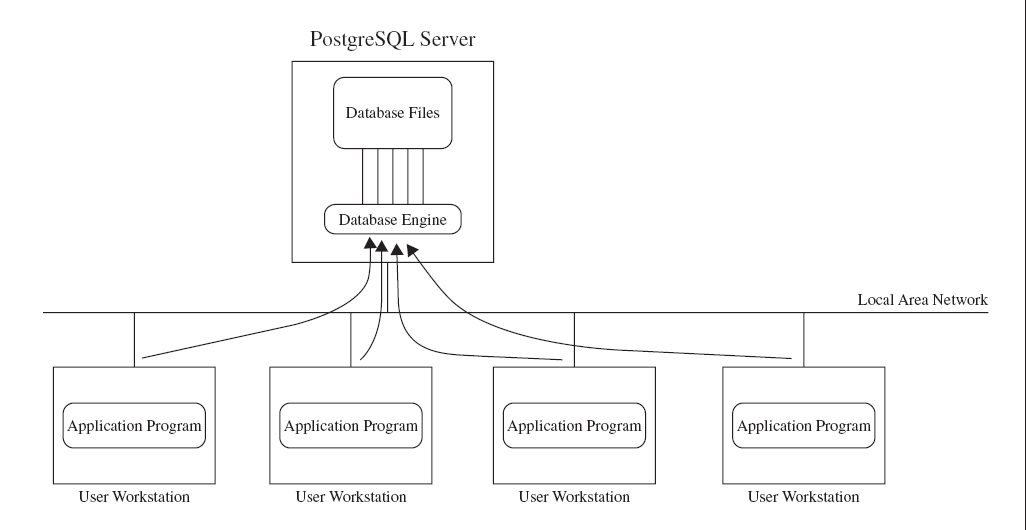 PostgreSQL Server
Database Files
Database Engine
Local Area Network
Application Program
Application Program
Application Program
Application Program
User Workstation
User Workstation
User Workstation
User Workstation